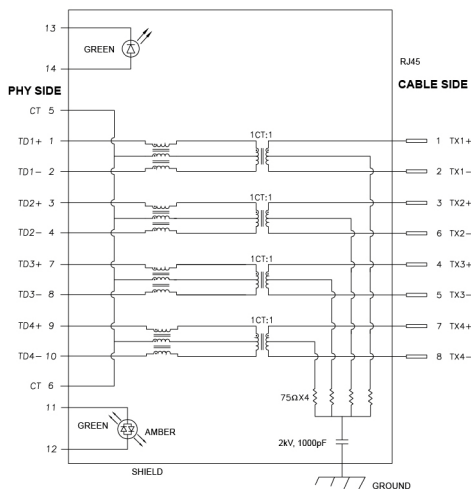 13
GREEN
14
RJ45
PHY SIDE
CABLE SIDE
CT 5
1CT:1
TD1+ 1
1 TX1+
TD1- 2
2 TX1-
1CT:1
TD2+ 3
3 TX2+
TD2- 4
6 TX2-
1CT:1
TD3+ 7
4 TX3+
TD3- 8
5 TX3-
1CT:1
TD4+ 9
7 TX4+
TD4- 10
8 TX4-
CT 6
75ΩX4
11
GREEN
AMBER
12
2kV, 1000pF
SHIELD
GROUND